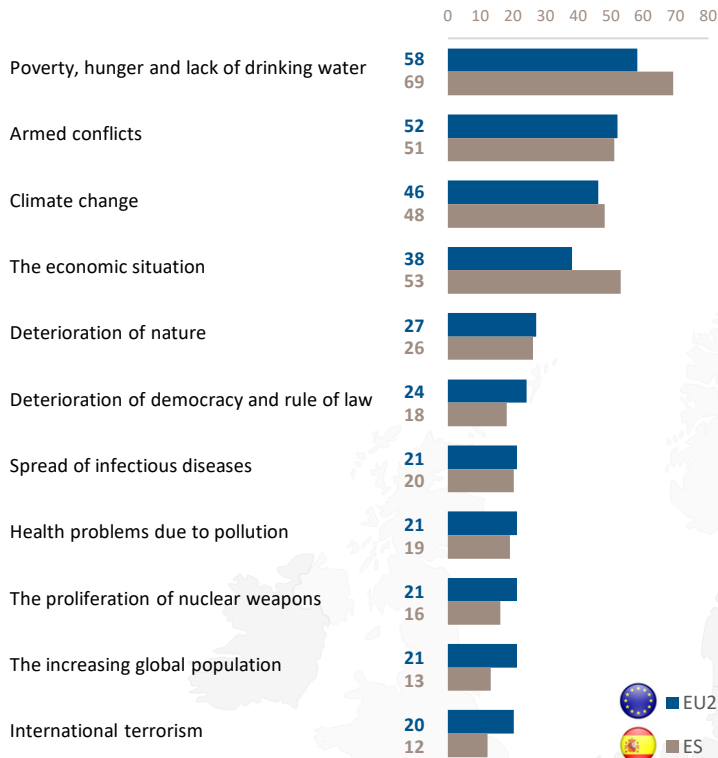 0 10 20 30 40 50 60 70 80
Poverty, hunger and lack of drinking water
58
69
Armed conflicts
52
51
Climate change
46
48
The economic situation
38
53
Deterioration of nature
27
26
Deterioration of democracy and rule of law
24
18
Spread of infectious diseases
21
20
Health problems due to pollution
21
19
The proliferation of nuclear weapons
21
16
The increasing global population
21
13
International terrorism
20
12
EU2
ES